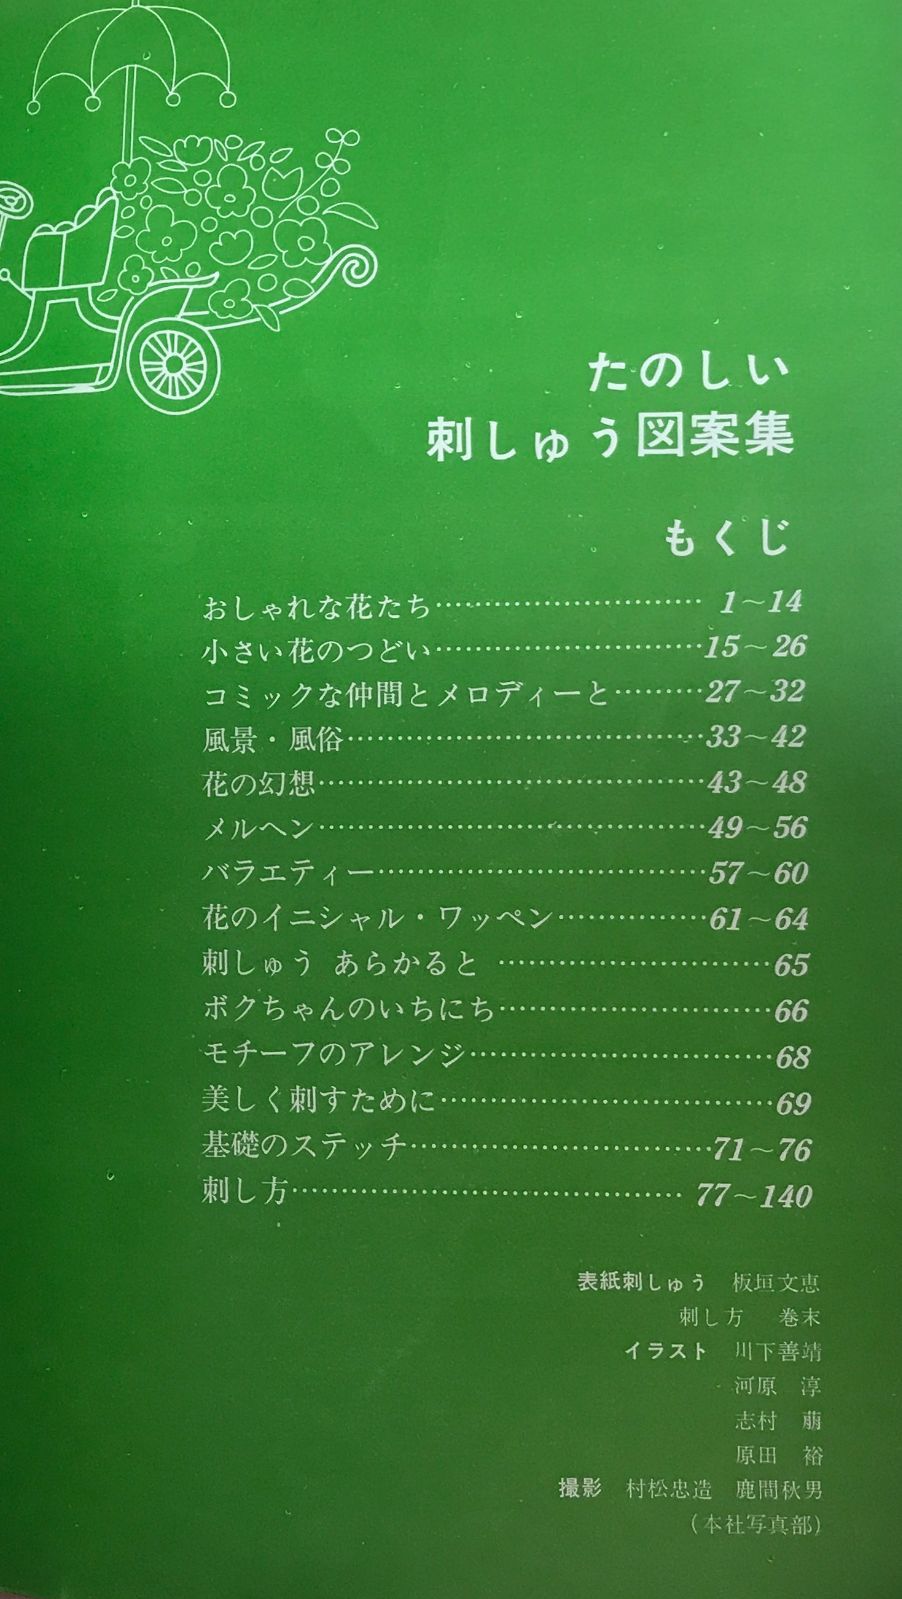 たのしい
刺しゅう図案集
もくじ
おしゃれな花たち…………………………1～14
小さい花のつどい…………………………15～26
コミックな仲間とメロディーと………27～32
風景・風俗…………………………………33～42
花の幻想……………………………………43～48
メルヘン……………………………………49～56
バラエティー………………………………57～60
花のイニシャル・ワッペン……………61～64
刺しゅう あらかると …………………………65
ボクちゃんのいちにち…………………………66
モチーフのアレンジ……………………………68
美しく刺すために………………………………69
基礎のステッチ……………………………71～76
刺し方……………………………………77～140
表紙刺しゅう 板垣文恵
刺し方 巻末
イラスト 川下善靖
河原 淳
志村 萠
原田 裕
撮影 村松忠造 鹿間秋男
(本社写真部)